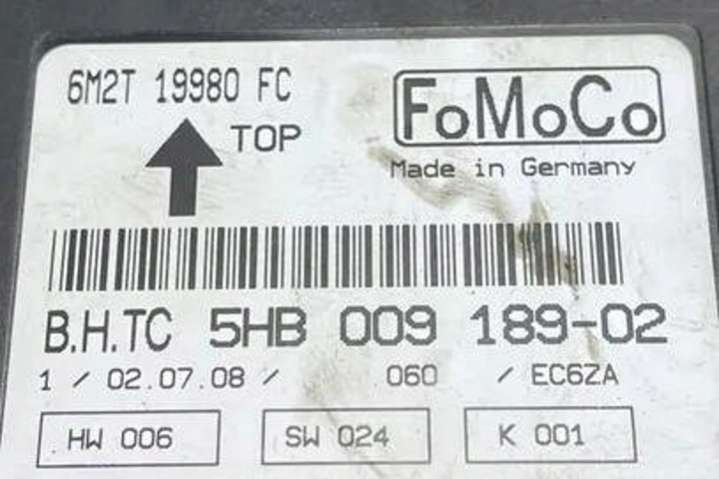 6M2T 19980 FC
TOP
FoMoCo
Made in Germany
B.H.TC 5HB 009 189-02
1 / 02.07.08 / 060 / EC6ZA
HW 006
SW 024
K 001